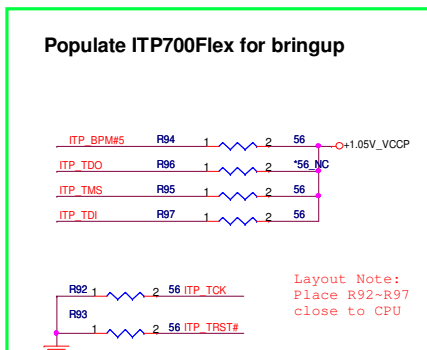 Populate ITP700Flex for bringup
ITP_BPM#5 R94 1 2 56 +1.05V_VCCP
ITP_TDO R96 1 2 *56_NC
ITP_TMS R95 1 2 56
ITP_TDI R97 1 2 56
R92 1 2 56 ITP_TCK
R93 1 2 56 ITP_TRST#
Layout Note:
Place R92~R97
close to CPU